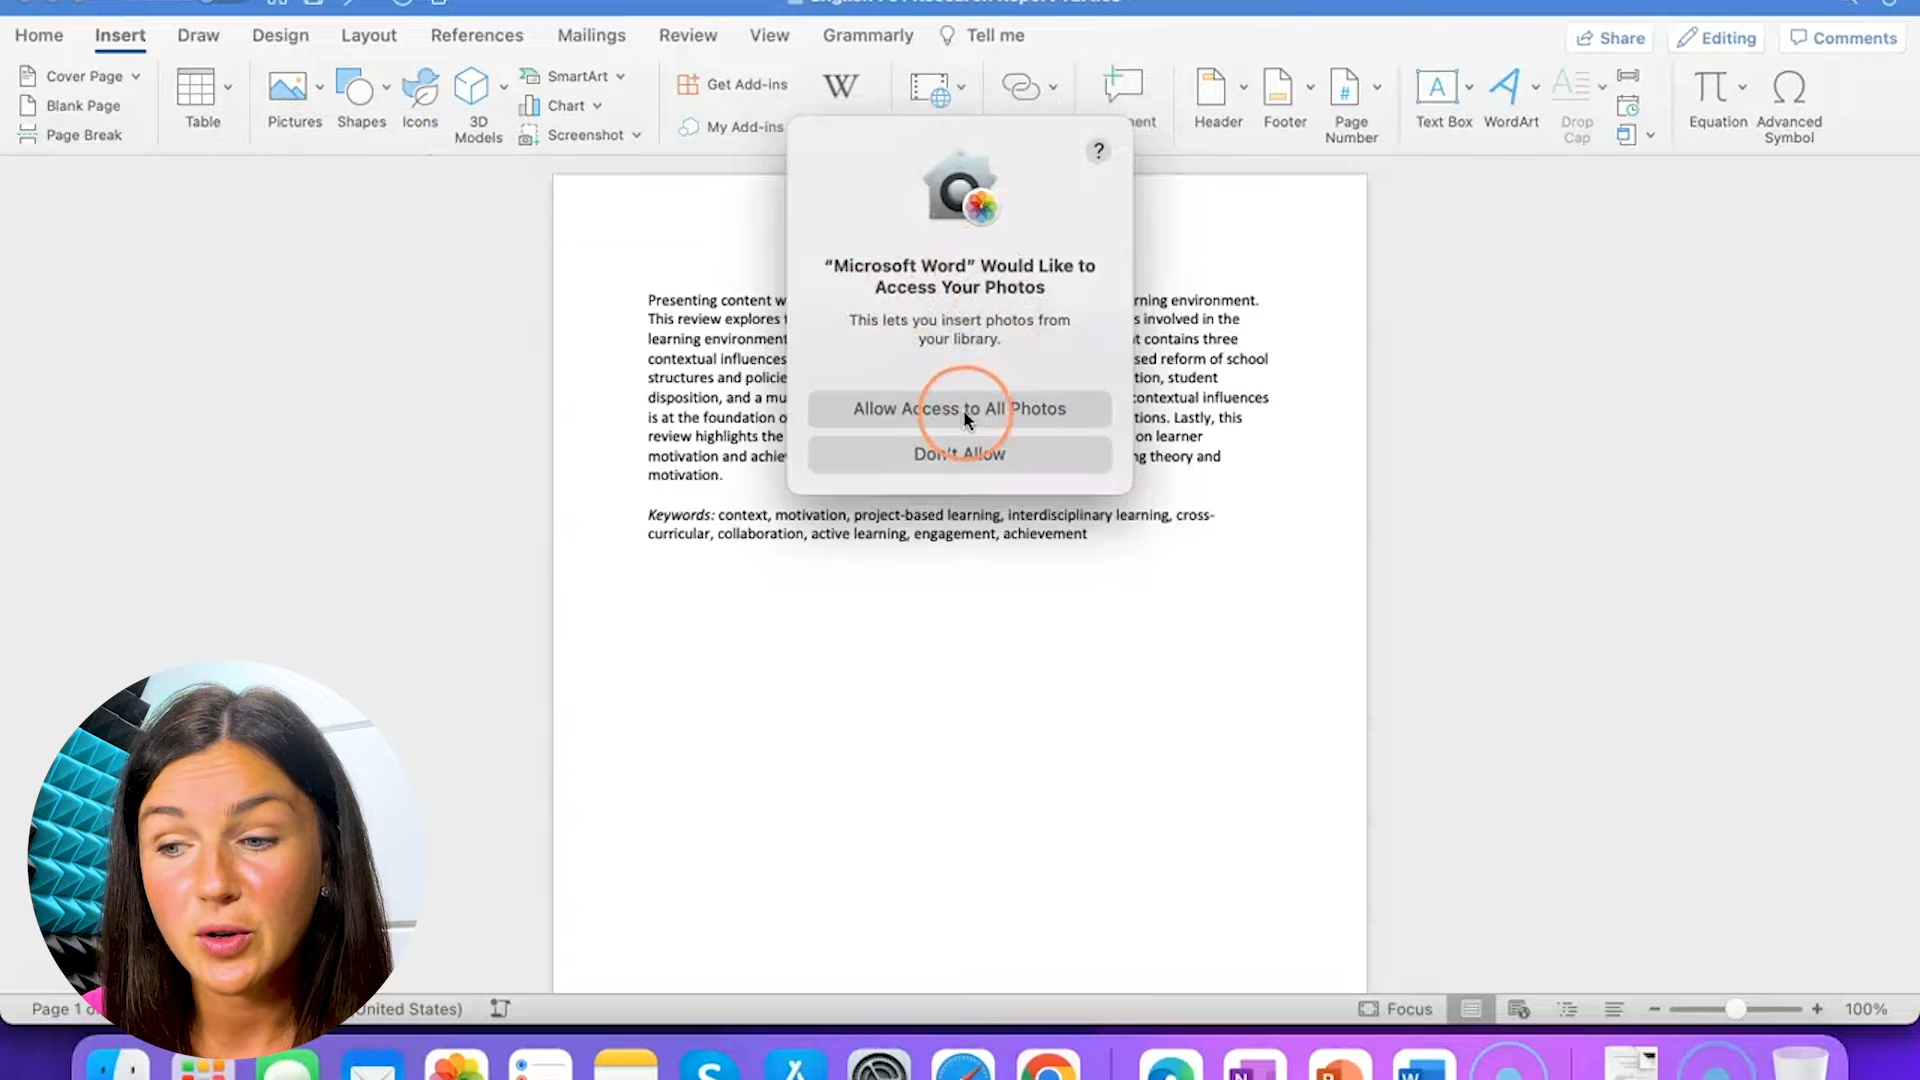 Home Insert Draw Design Layout References Mailings Review View Grammarly Tell me Share Editing Comments
Cover Page
Blank Page
Page Break
Table
Pictures
Shapes
Icons
3D
Models
SmartArt
Chart
Screenshot
Get Add-ins
My Add-ins
W
Header
Footer
Page
Number
Text Box
WordArt
Drop
Cap
Equation
Advanced
Symbol
?
“Microsoft Word” Would Like to
Access Your Photos
This lets you insert photos from
your library.
Allow Access to All Photos
Don't Allow
Presenting content w rning environment.
This review explores s involved in the
learning environment t contains three
contextual influences sed reform of school
structures and policie tion, student
disposition, and a mu contextual influences
is at the foundation o tions. Lastly, this
review highlights the on learner
motivation and achie g theory and
motivation.
Keywords: context, motivation, project-based learning, interdisciplinary learning, cross-
curricular, collaboration, active learning, engagement, achievement
Page 1 United States) Focus 100%